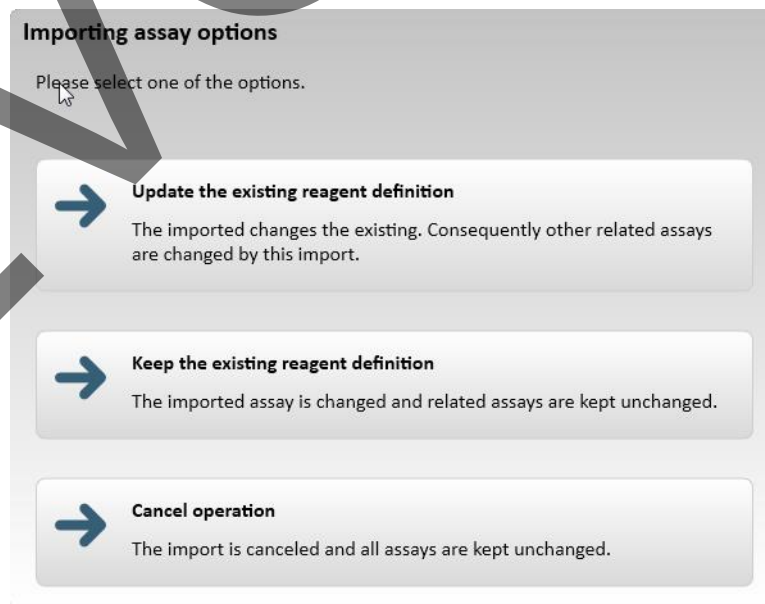 Importing assay options
Please select one of the options.
Update the existing reagent definition
The imported changes the existing. Consequently other related assays
are changed by this import.
Keep the existing reagent definition
The imported assay is changed and related assays are kept unchanged.
Cancel operation
The import is canceled and all assays are kept unchanged.